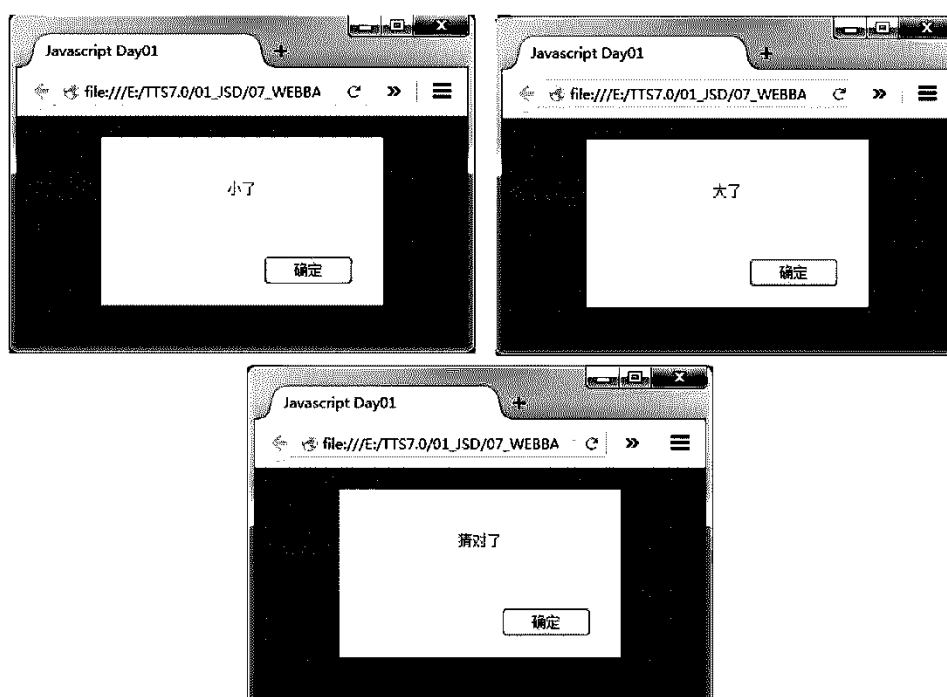 Javascript Day01
file:///E:/TTS7.0/01_JSD/07_WEBBA
小了
确定
Javascript Day01
file:///E:/TTS7.0/01_JSD/07_WEBBA
大了
确定
Javascript Day01
file:///E:/TTS7.0/01_JSD/07_WEBBA
猜对了
确定